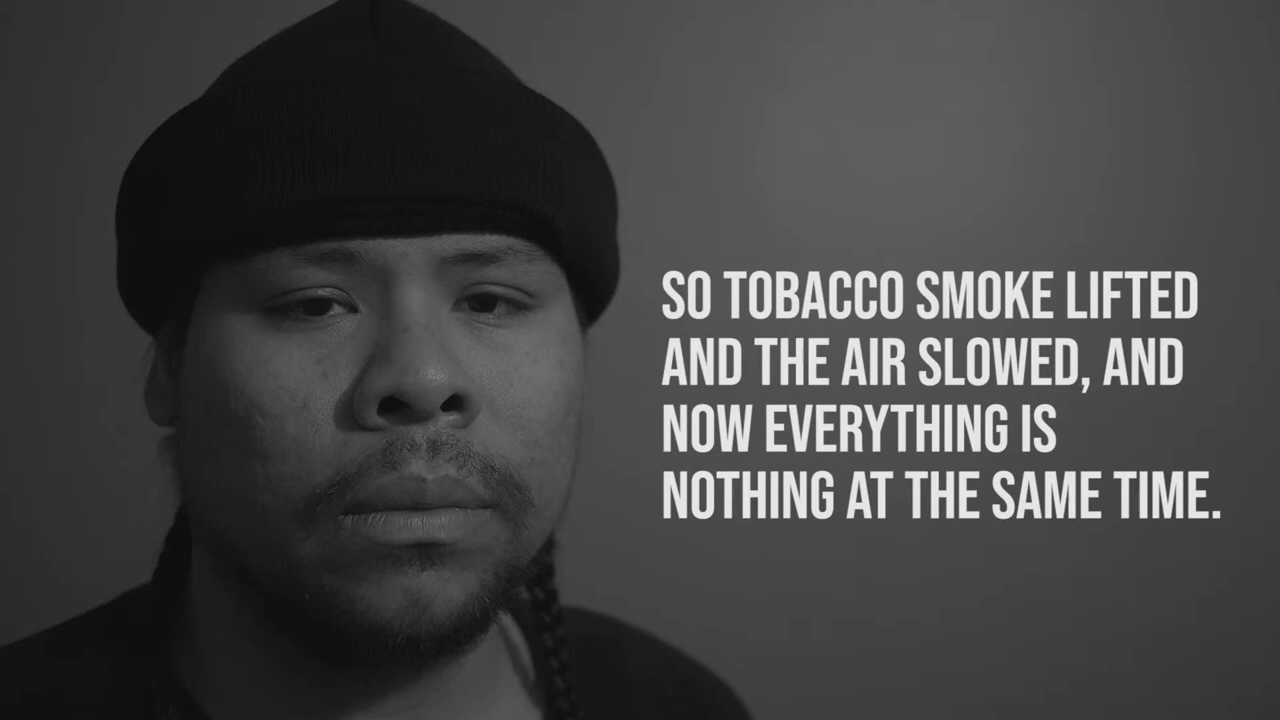 SO TOBACCO SMOKE LIFTED
AND THE AIR SLOWED, AND
NOW EVERYTHING IS
NOTHING AT THE SAME TIME.